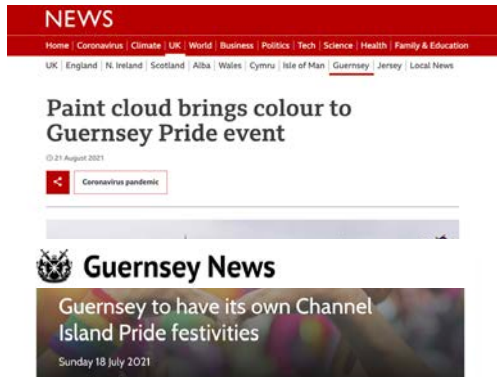 NEWS
Home | Coronavirus | Climate | UK | World | Business | Politics | Tech | Science | Health | Family & Education
UK | England | N. Ireland | Scotland | Alba | Wales | Cymru | Isle of Man | Guernsey | Jersey | Local News
Paint cloud brings colour to
Guernsey Pride event
21 August 2021
Coronavirus pandemic
Guernsey News
Guernsey to have its own Channel
Island Pride festivities
Sunday 18 July 2021